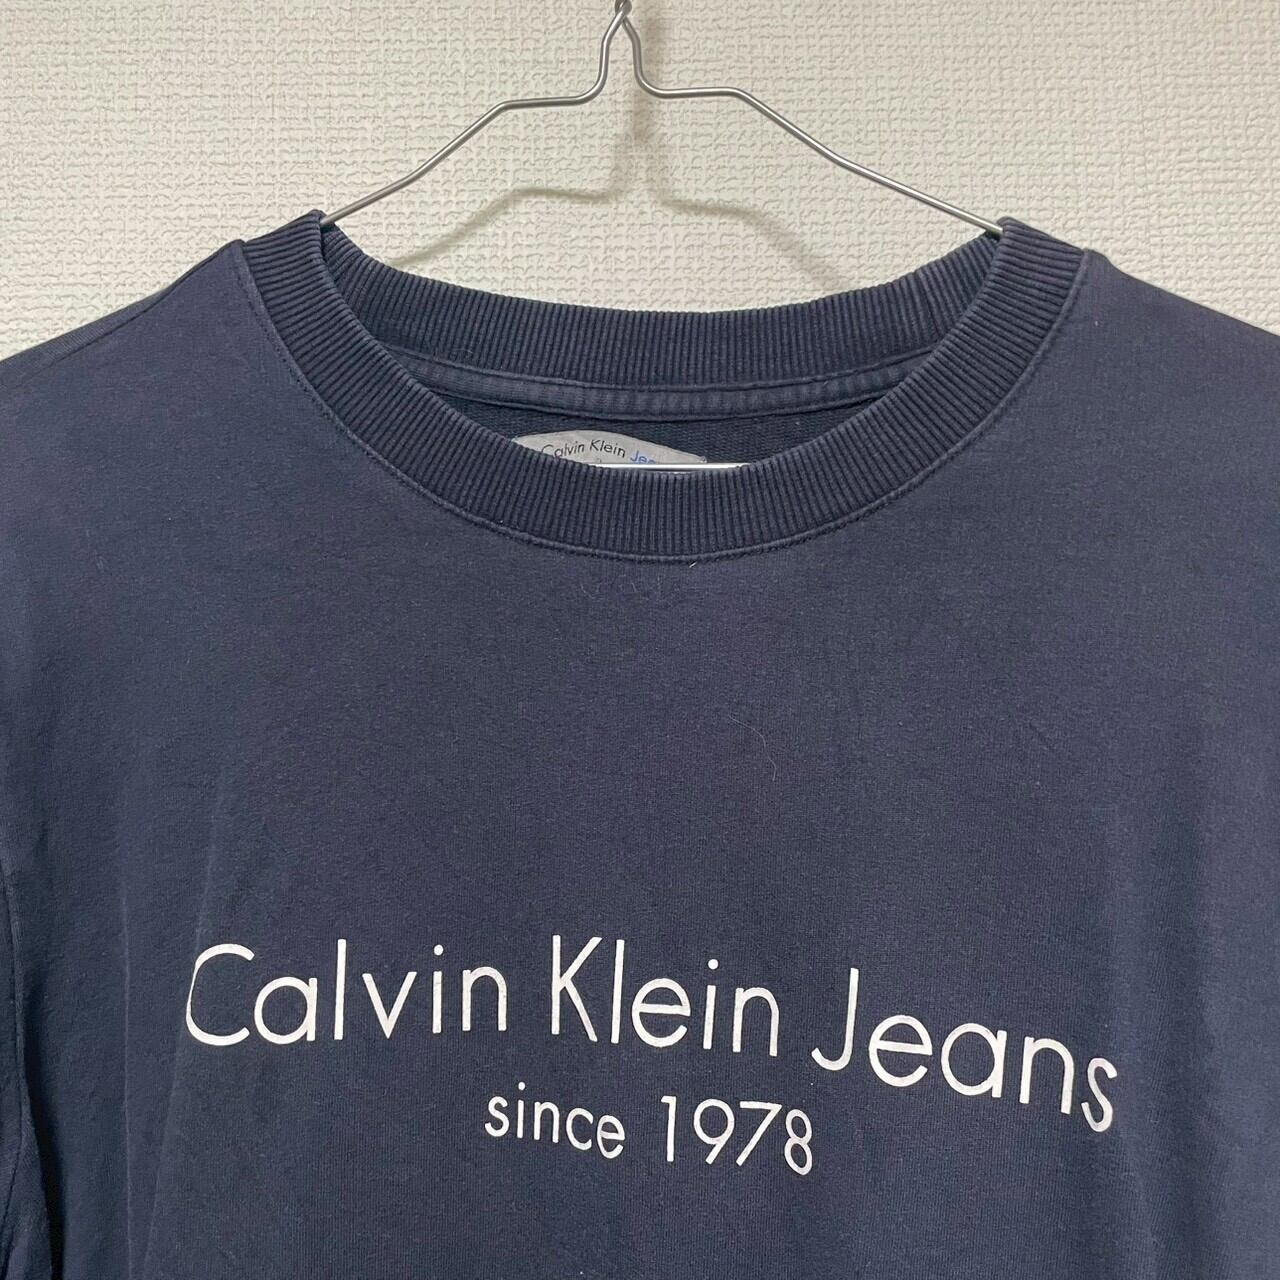 Calvin Klein
Calvin Klein Jeans
since 1978